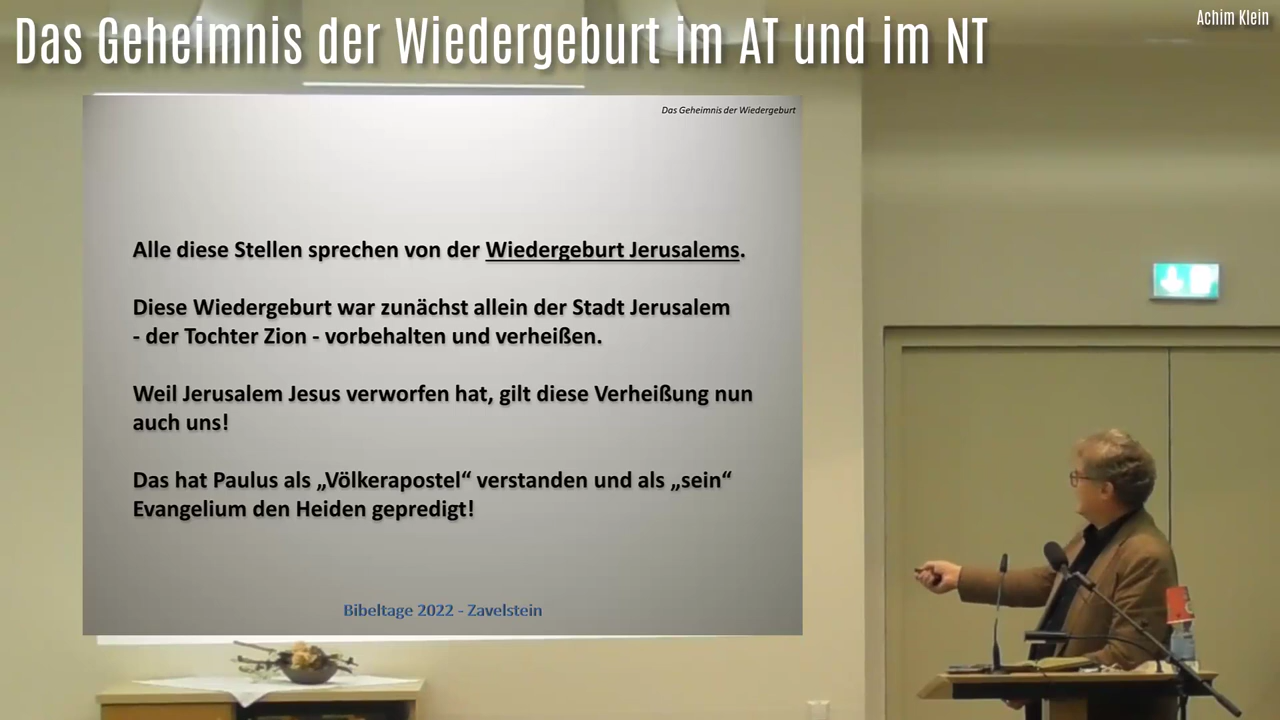 Das Geheimnis der Wiedergeburt im AT und im NT
Achim Klein
Das Geheimnis der Wiedergeburt
Alle diese Stellen sprechen von der Wiedergeburt Jerusalems.
Diese Wiedergeburt war zunächst allein der Stadt Jerusalem
- der Tochter Zion - vorbehalten und verheißen.
Weil Jerusalem Jesus verworfen hat, gilt diese Verheißung nun
auch uns!
Das hat Paulus als „Völkerapostel“ verstanden und als „sein“
Evangelium den Heiden gepredigt!
Bibeltage 2022 - Zavelstein